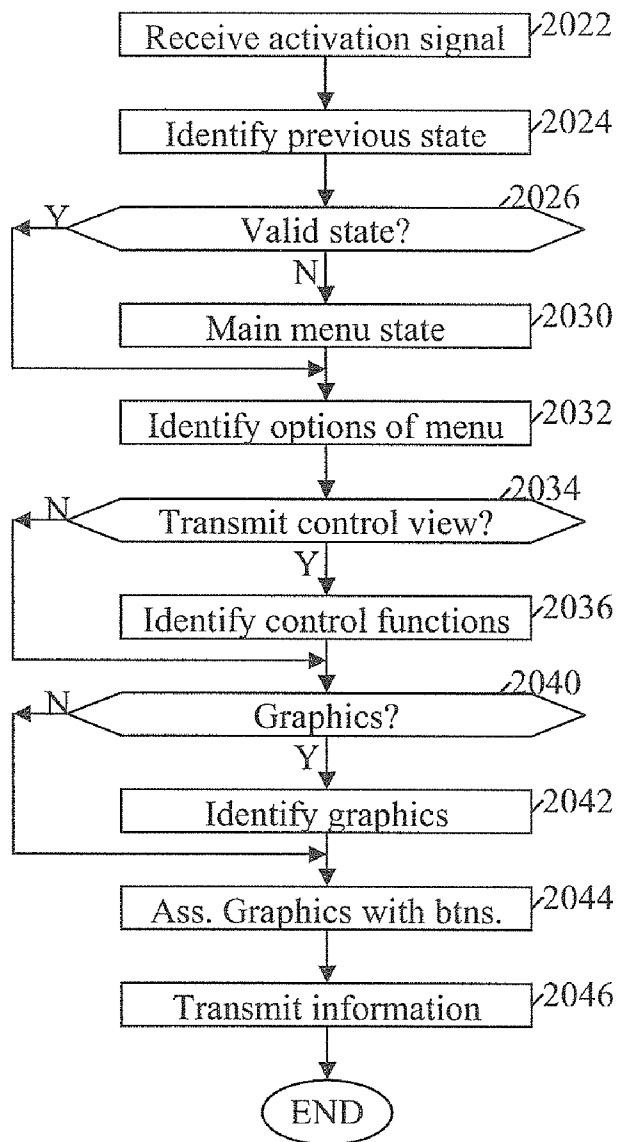 Receive activation signal 2022
Identify previous state 2024
2026
Y
Valid state?
N
Main menu state 2030
Identify options of menu 2032
2034
N
Transmit control view?
Y
Identify control functions 2036
2040
N
Graphics?
Y
Identify graphics 2042
Ass. Graphics with btns. 2044
Transmit information 2046
END